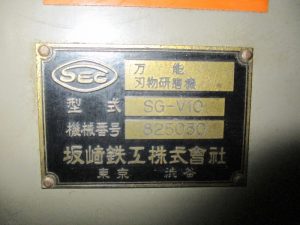 SEC
万能
刃物研磨機
型式 SG-V10
機械番号 825030
坂崎鉄工株式會社
東京 渋谷